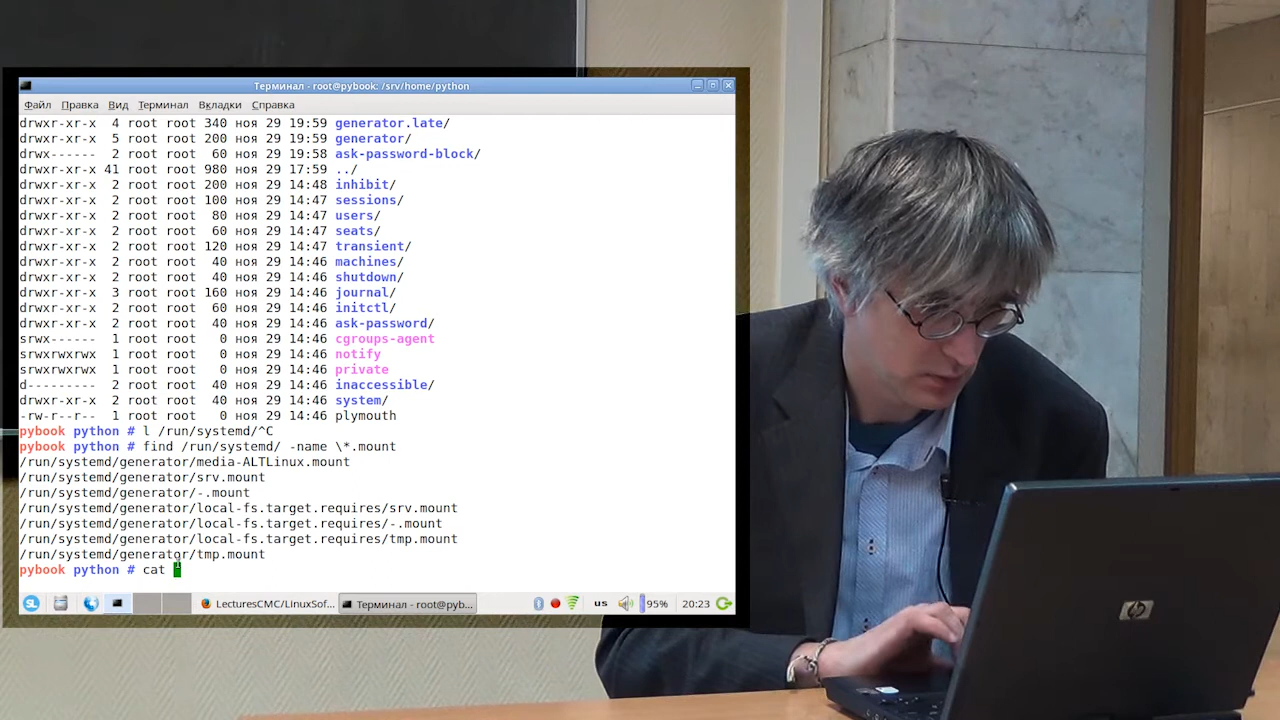 Терминал - root@pybook: /srv/home/python
Файл Правка Вид Терминал Вкладки Справка
drwxr-xr-x 4 root root 340 ноя 29 19:59 generator.late/
drwxr-xr-x 5 root root 200 ноя 29 19:59 generator/
drwx------ 2 root root 60 ноя 29 19:58 ask-password-block/
drwxr-xr-x 41 root root 980 ноя 29 17:59 ../
drwxr-xr-x 2 root root 200 ноя 29 14:48 inhibit/
drwxr-xr-x 2 root root 100 ноя 29 14:47 sessions/
drwxr-xr-x 2 root root 80 ноя 29 14:47 users/
drwxr-xr-x 2 root root 60 ноя 29 14:47 seats/
drwxr-xr-x 2 root root 120 ноя 29 14:47 transient/
drwxr-xr-x 2 root root 40 ноя 29 14:46 machines/
drwxr-xr-x 2 root root 40 ноя 29 14:46 shutdown/
drwxr-xr-x 3 root root 160 ноя 29 14:46 journal/
drwxr-xr-x 2 root root 60 ноя 29 14:46 initctl/
drwxr-xr-x 2 root root 40 ноя 29 14:46 ask-password/
srwx------ 1 root root 0 ноя 29 14:46 cgroups-agent
srwxrwxrwx 1 root root 0 ноя 29 14:46 notify
srwxrwxrwx 1 root root 0 ноя 29 14:46 private
d--------- 2 root root 40 ноя 29 14:46 inaccessible/
drwxr-xr-x 2 root root 40 ноя 29 14:46 system/
-rw-r--r-- 1 root root 0 ноя 29 14:46 plymouth
pybook python # l /run/systemd/^C
pybook python # find /run/systemd/ -name \*.mount
/run/systemd/generator/media-ALTLinux.mount
/run/systemd/generator/srv.mount
/run/systemd/generator/-.mount
/run/systemd/generator/local-fs.target.requires/srv.mount
/run/systemd/generator/local-fs.target.requires/-.mount
/run/systemd/generator/local-fs.target.requires/tmp.mount
/run/systemd/generator/tmp.mount
pybook python # cat
SL LecturesCMC/LinuxSof... Терминал - root@pyb... us 95% 20:23
hp